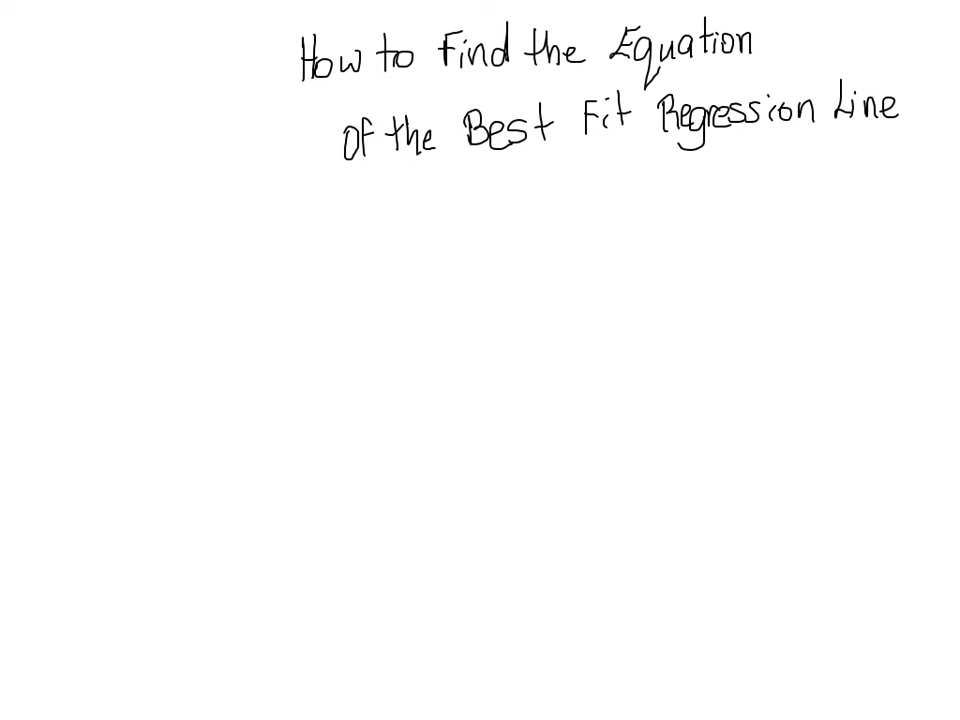 How to Find the Equation
of the Best Fit Regression Line